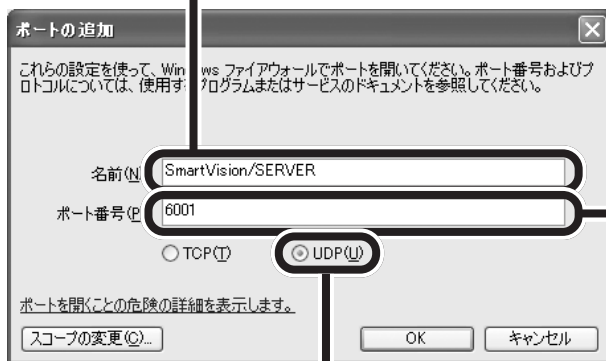 ポートの追加
これらの設定を使って、Win ws ファイアウォールでポートを開いてください。ポート番号およびプ
ロトコルについては、使用す プログラムまたはサービスのドキュメントを参照してください。
名前(N SmartVision/SERVER
ポート番号(P 6001
TCP(T) UDP(U)
ポートを開くことの危険の詳細を表示します。
スコープの変更(C)... OK キャンセル